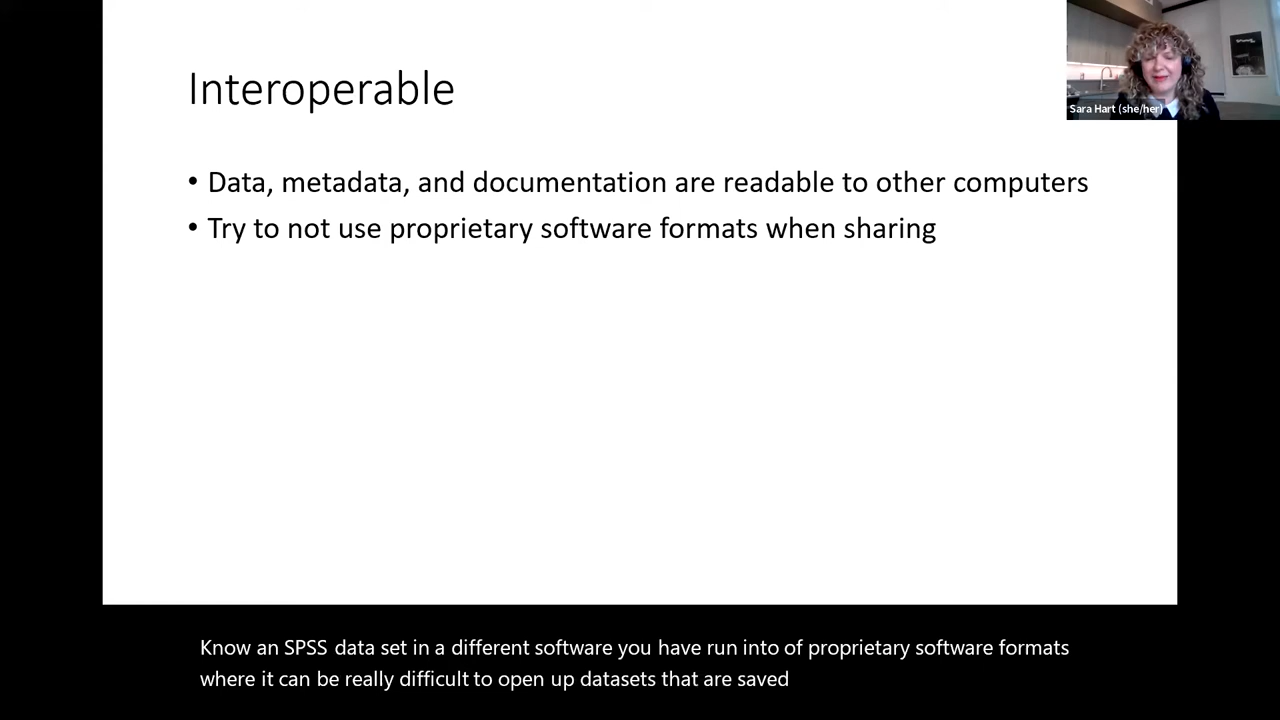 Interoperable
Sara Hart (she/her)
• Data, metadata, and documentation are readable to other computers
• Try to not use proprietary software formats when sharing
Know an SPSS data set in a different software you have run into of proprietary software formats
where it can be really difficult to open up datasets that are saved